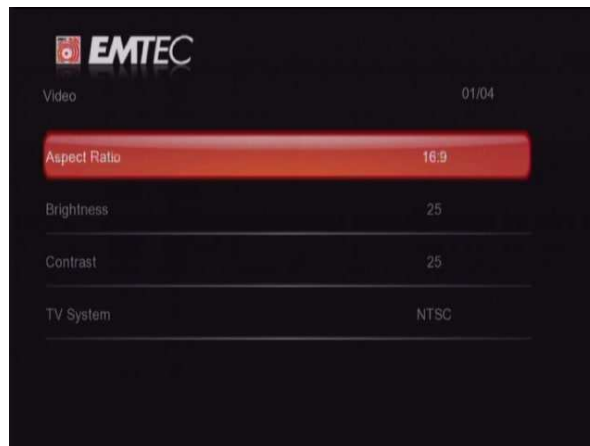 EMTEC
Video 01/04
Aspect Ratio 16:9
Brightness 25
Contrast 25
TV System NTSC